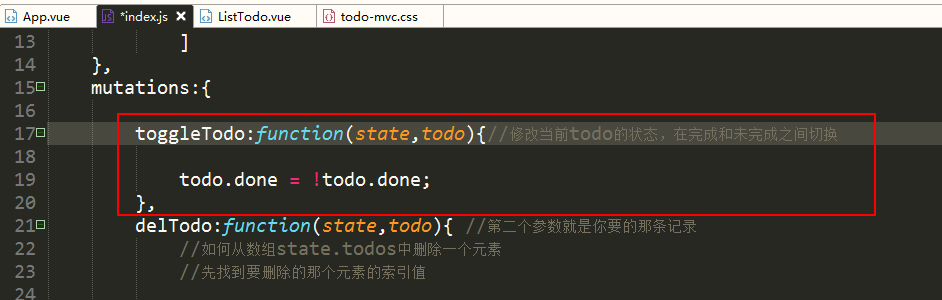 App.vue *index.js ListTodo.vue todo-mvc.css
13 ]
14 },
15 mutations:{
16
17 toggleTodo:function(state,todo){//修改当前todo的状态，在完成和未完成之间切换
18
19 todo.done = !todo.done;
20 },
21 delTodo:function(state,todo){ //第二个参数就是你要的那条记录
22 //如何从数组state.todos中删除一个元素
23 //先找到要删除的那个元素的索引值
24